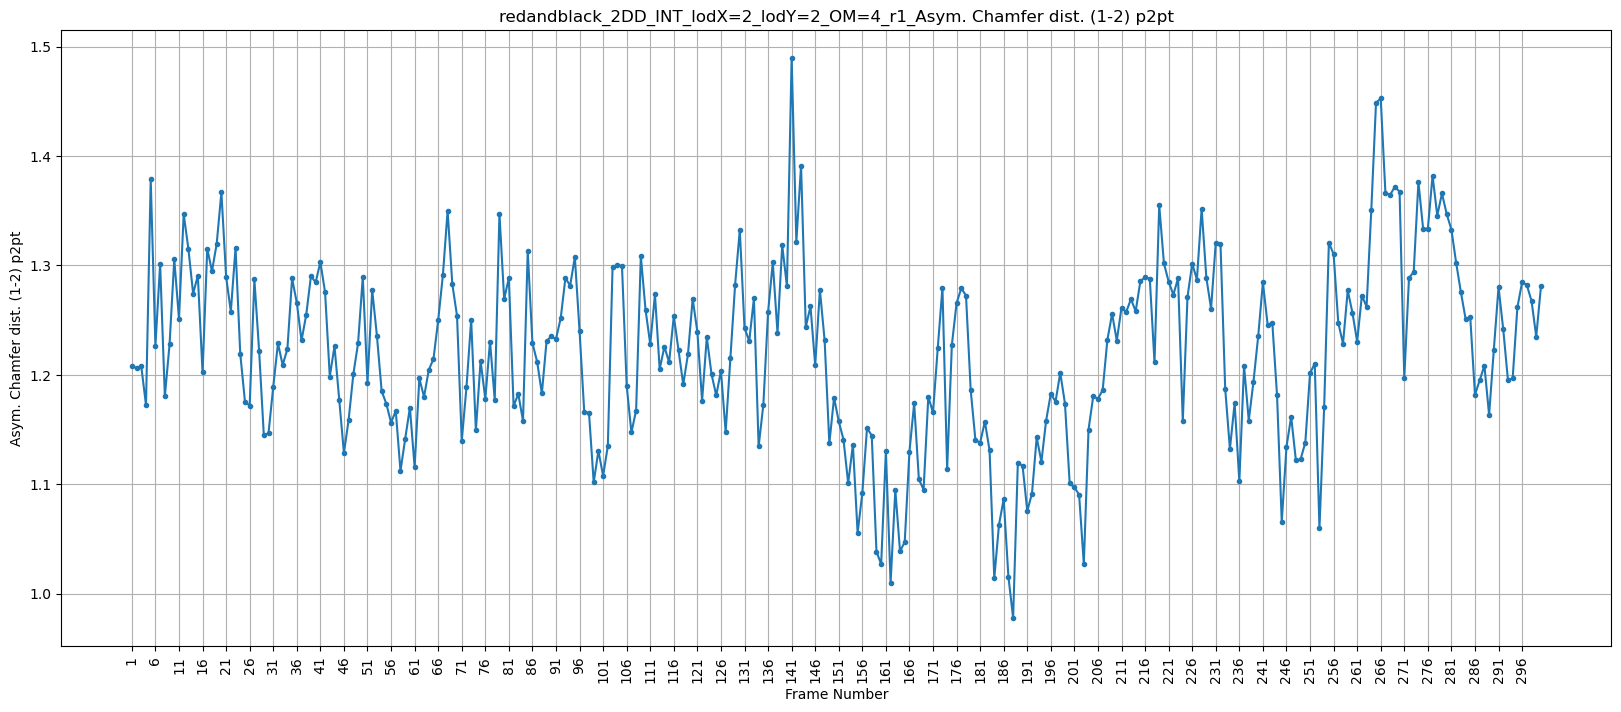 redandblack_2DD_INT_lodX=2_lodY=2_OM=4_r1_Asym. Chamfer dist. (1-2) p2pt
Asym. Chamfer dist. (1-2) p2pt
1.5
1.4
1.3
1.2
1.1
1.0
1 6 11 16 21 26 31 36 41 46 51 56 61 66 71 76 81 86 91 96 101 106 111 116 121 126 131 136 141 146 151 156 161 166 171 176 181 186 191 196 201 206 211 216 221 226 231 236 241 246 251 256 261 266 271 276 281 286 291 296
Frame Number